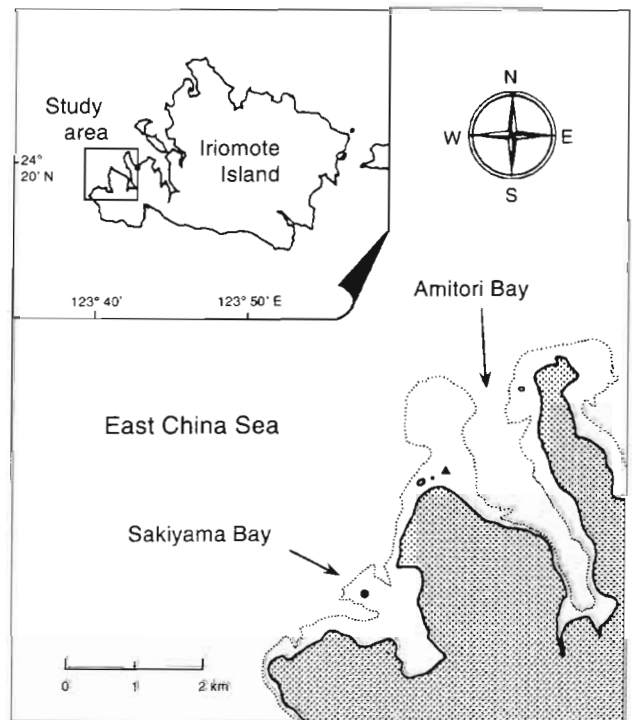 Study
area
Iriomote
Island
24°
20' N
123° 40'
123° 50' E
N
W
E
S
Amitori Bay
East China Sea
Sakiyama Bay
0 1 2 km